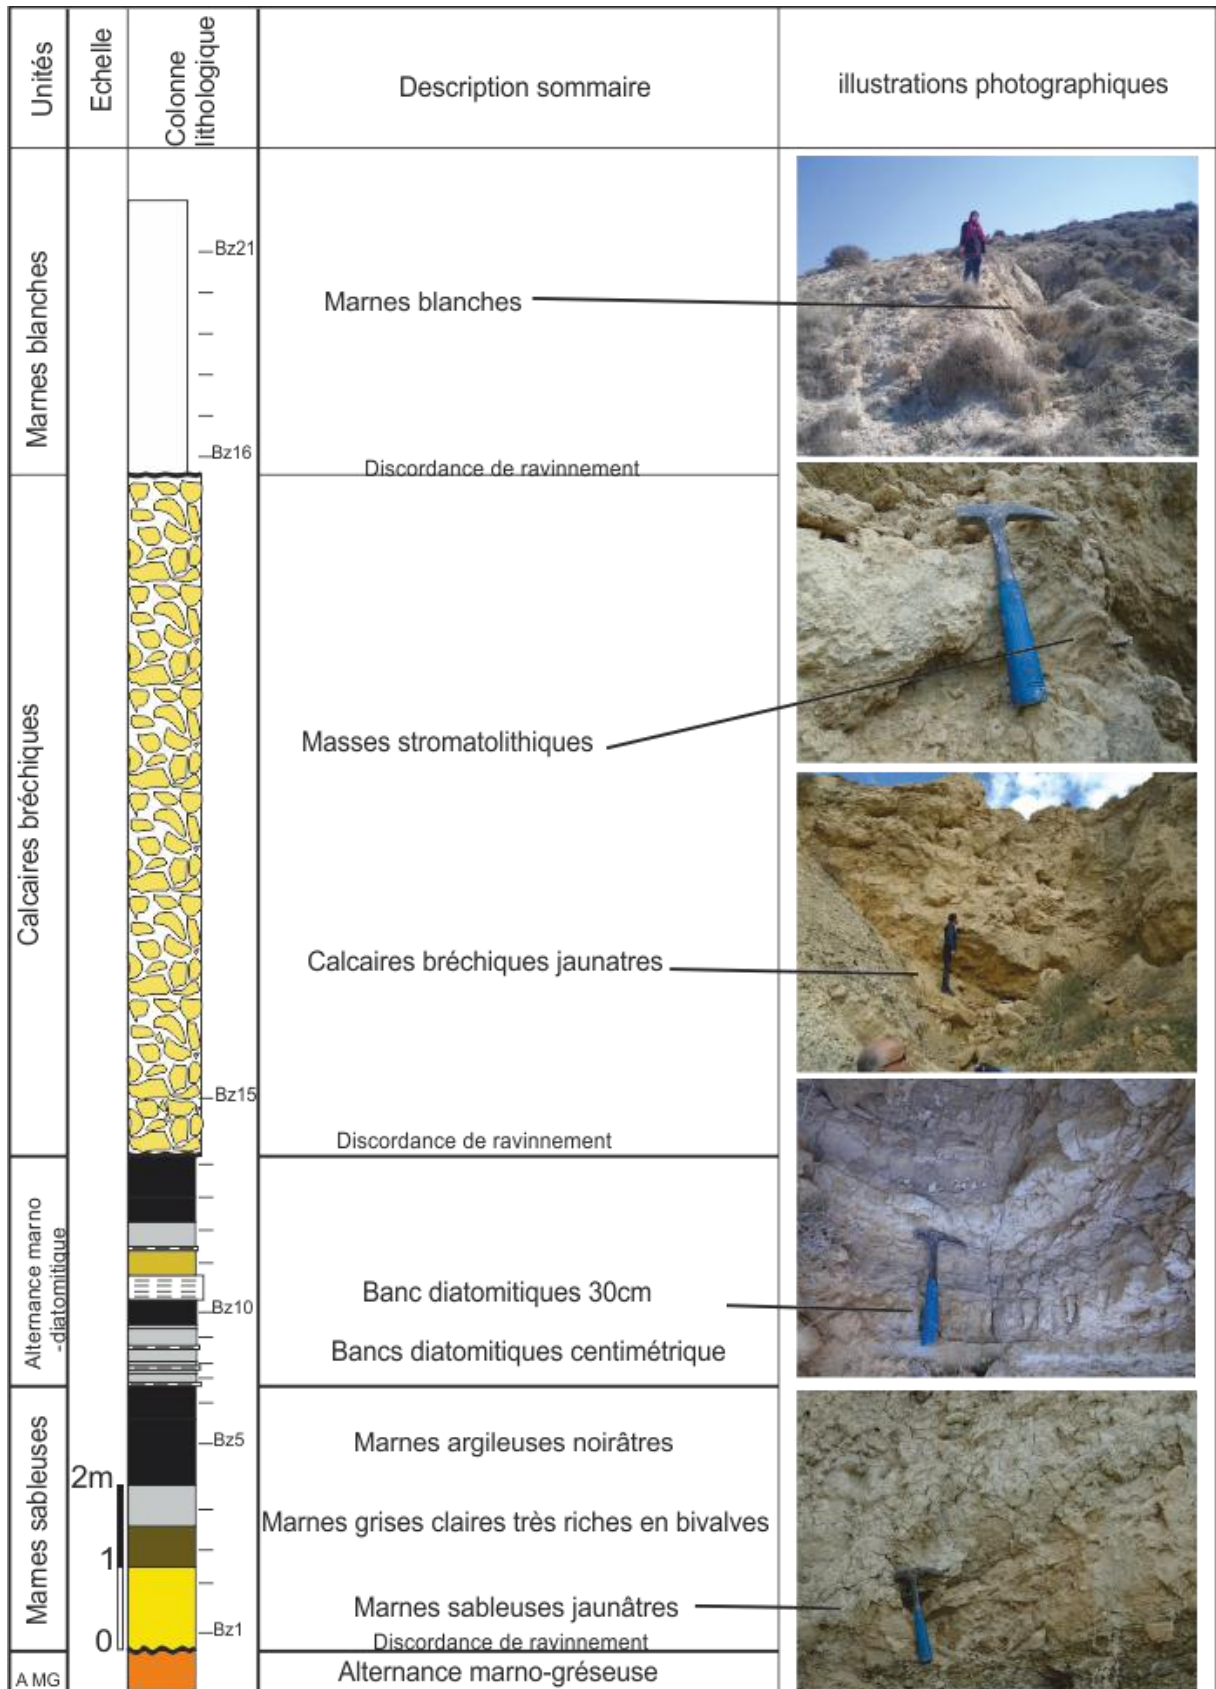 Unités
Echelle
Colonne
lithologique
Description sommaire
illustrations photographiques
Marnes blanches
Bz21
Marnes blanches
Bz16
Discordance de ravinnement
Calcaires bréchiques
Masses stromatolithiques
Calcaires bréchiques jaunatres
Bz15
Discordance de ravinnement
Alternance marno
-diatomitique
Banc diatomitiques 30cm
Bz10
Bancs diatomitiques centimétrique
Mames sableuses
Bz5
Marnes argileuses noirâtres
2m
Marnes grises claires très riches en bivalves
1
Marnes sableuses jaunâtres
Bz1
0
Discordance de ravinnement
A MG
Alternance marno-gréseuse